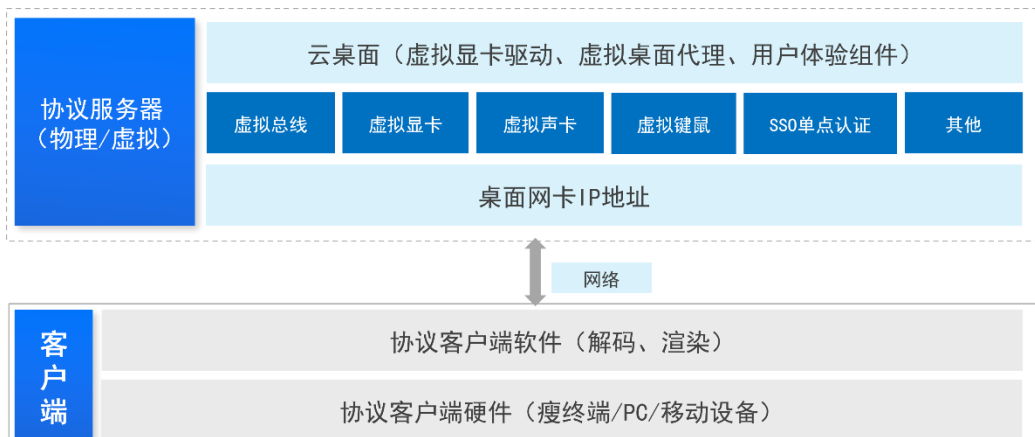 云桌面（虚拟显卡驱动、虚拟桌面代理、用户体验组件）
协议服务器
（物理/虚拟）
虚拟总线
虚拟显卡
虚拟声卡
虚拟键鼠
SSO单点认证
其他
桌面网卡IP地址
网络
客
户
端
协议客户端软件（解码、渲染）
协议客户端硬件（瘦终端/PC/移动设备）